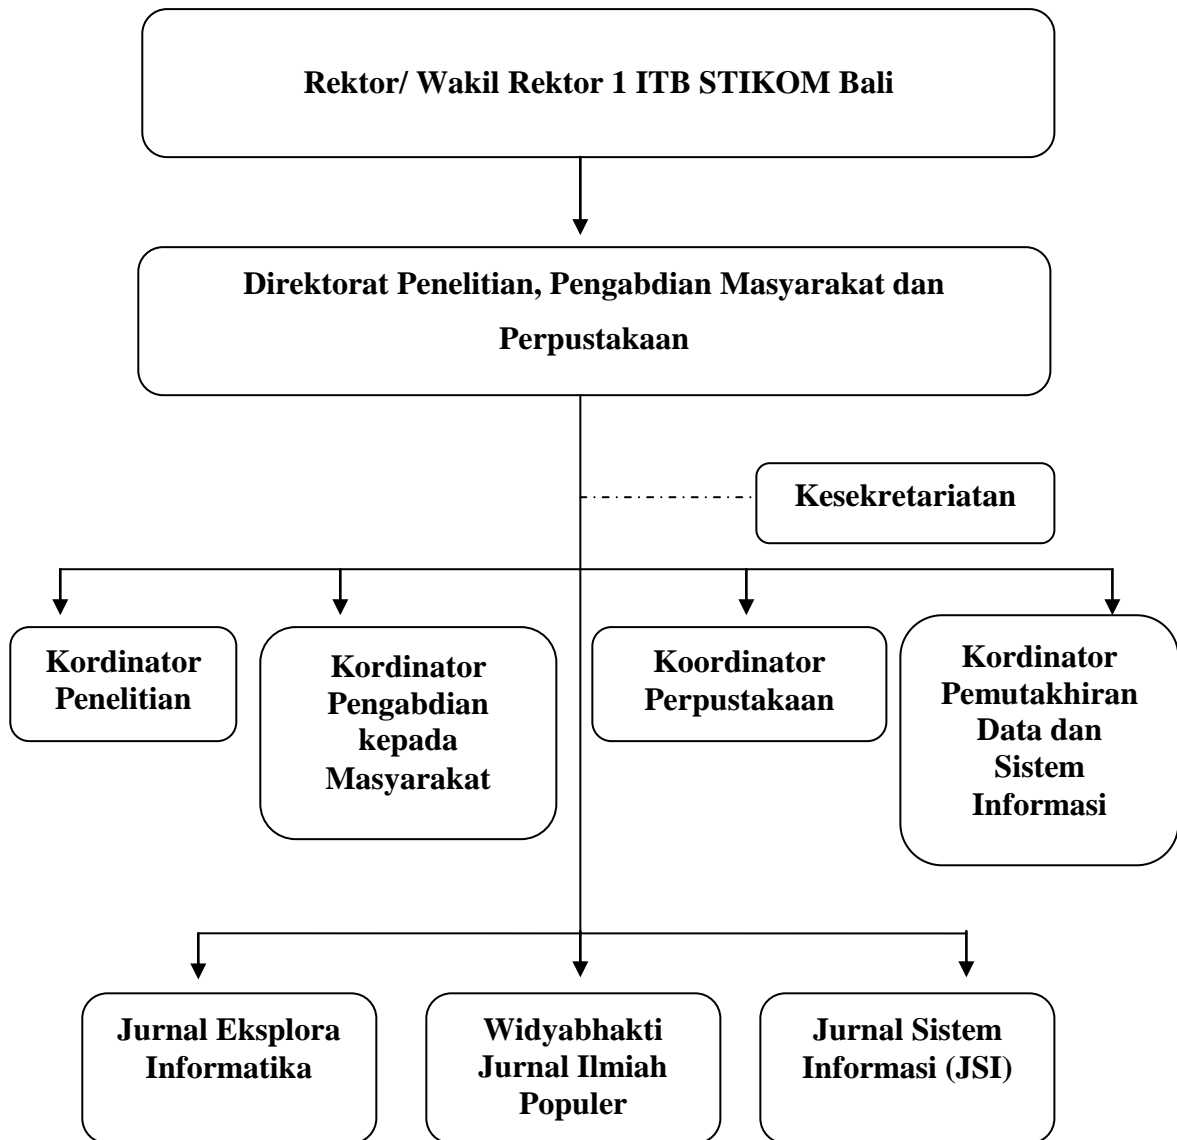 Rektor/ Wakil Rektor 1 ITB STIKOM Bali
Direktorat Penelitian, Pengabdian Masyarakat dan
Perpustakaan
Kesekretariatan
Kordinator
Penelitian
Kordinator
Pengabdian
kepada
Masyarakat
Koordinator
Perpustakaan
Kordinator
Pemutakhiran
Data dan
Sistem
Informasi
Jurnal Eksplora
Informatika
Widyabhakti
Jurnal Ilmiah
Populer
Jurnal Sistem
Informasi (JSI)